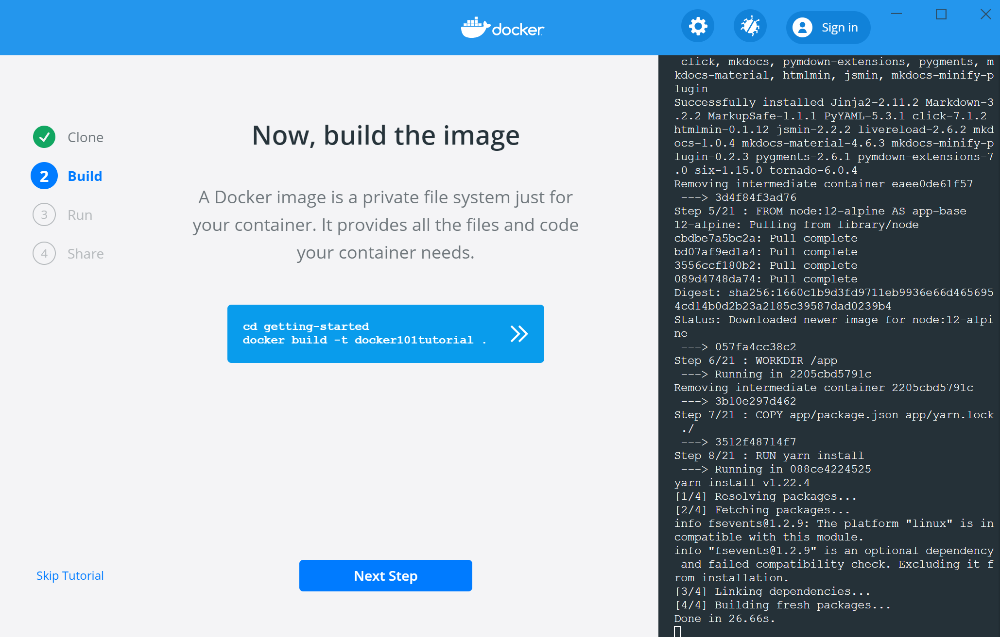 docker
Sign in
Clone
2 Build
3 Run
4 Share
Now, build the image
A Docker image is a private file system just for
your container. It provides all the files and code
your container needs.
cd getting-started
docker build -t docker101tutorial .
Skip Tutorial
Next Step
click, mkdocs, pymdown-extensions, pygments, m
kdocs-material, htmlmin, jsmin, mkdocs-minify-p
lugin
Successfully installed Jinja2-2.11.2 Markdown-3
.2.2 MarkupSafe-1.1.1 PyYAML-5.3.1 click-7.1.2
htmlmin-0.1.12 jsmin-2.2.2 livereload-2.6.2 mkd
ocs-1.0.4 mkdocs-material-4.6.3 mkdocs-minify-p
lugin-0.2.3 pygments-2.6.1 pymdown-extensions-7
.0 six-1.15.0 tornado-6.0.4
Removing intermediate container eaee0de61f57
---> 3d4f84f3ad76
Step 5/21 : FROM node:12-alpine AS app-base
12-alpine: Pulling from library/node
cbdbe7a5bc2a: Pull complete
bd07af9ed1a4: Pull complete
3556ccf180b2: Pull complete
089d4748da74: Pull complete
Digest: sha256:1660c1b9d3fd9711eb9936e66d465695
4cd14b0d2b23a2185c39587dad0239b4
Status: Downloaded newer image for node:12-alpi
ne
---> 057fa4cc38c2
Step 6/21 : WORKDIR /app
---> Running in 2205cbd5791c
Removing intermediate container 2205cbd5791c
---> 3b10e297d462
Step 7/21 : COPY app/package.json app/yarn.lock
./
---> 3512f48714f7
Step 8/21 : RUN yarn install
---> Running in 088ce4224525
yarn install v1.22.4
[1/4] Resolving packages...
[2/4] Fetching packages...
info fsevents@1.2.9: The platform "linux" is in
compatible with this module.
info "fsevents@1.2.9" is an optional dependency
and failed compatibility check. Excluding it f
rom installation.
[3/4] Linking dependencies...
[4/4] Building fresh packages...
Done in 26.66s.